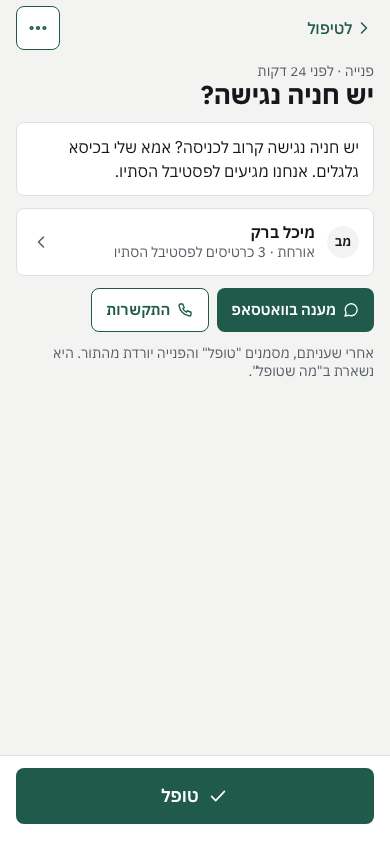 לטיפול
פנייה · לפני 24 דקות
יש חניה נגישה?
יש חניה נגישה קרוב לכניסה? אמא שלי בכיסא
גלגלים. אנחנו מגיעים לפסטיבל הסתיו.
מב
מיכל ברק
אורחת · 3 כרטיסים לפסטיבל הסתיו
מענה בוואטסאפ
התקשרות
אחרי שעניתם, מסמנים "טופל" והפנייה יורדת מהתור. היא
נשארת ב"מה שטופל".
טופל